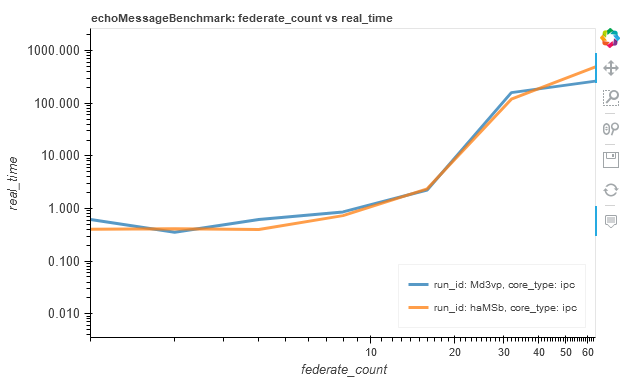 echoMessageBenchmark: federate_count vs real_time
1000.000
100.000
10.000
1.000
0.100
0.010
real_time
run_id: Md3vp, core_type: ipc
run_id: haMSb, core_type: ipc
10 20 30 40 50 60
federate_count